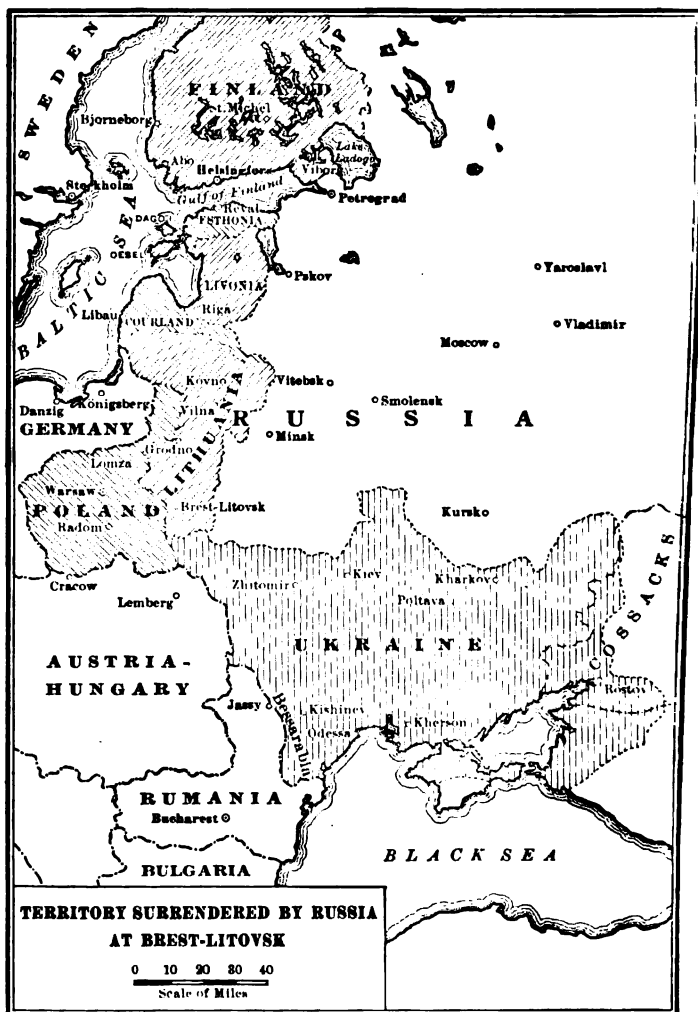 SWEDEN
FINLAND
St. Michel
Bjorneborg
Lake Ladoga
Abo
Helsingfors
Vibor
Stockholm
Gulf of Finland
Petrograd
Reval
DAGO
ESTHONIA
BALTIC SEA
OESE
Pskov
Yaroslavl
LIVONIA
Libau
COURLAND
Riga
Vladimir
Moscow
Kovno
Vitebsk
Danzig
Königsberg
Vilna
Smolensk
GERMANY
RUSSIA
Minsk
LITHUANIA
Grodno
Lomza
Warsaw
POLAND
Brest-Litovsk
Kursk
Radom
COSSACKS
Cracow
Zhitomir
Kiev
Kharkov
Lemberg
Poltava
UKRAINE
AUSTRIA-
HUNGARY
Rostov
Jassy
Bessarabia
Kishinev
Kherson
Odessa
RUMANIA
Bucharest
BLACK SEA
BULGARIA
TERRITORY SURRENDERED BY RUSSIA
AT BREST-LITOVSK
0 10 20 30 40
Scale of Miles